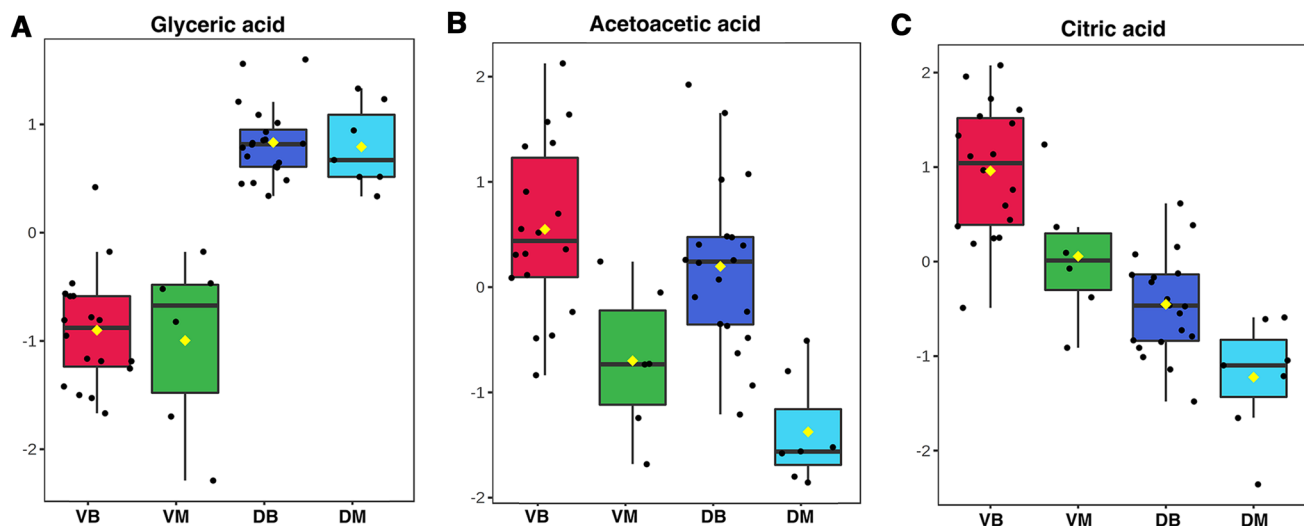 A
Glyceric acid
1
0
-1
-2
VB VM DB DM
B
Acetoacetic acid
2
1
0
-1
-2
VB VM DB DM
C
Citric acid
2
1
0
-1
-2
VB VM DB DM